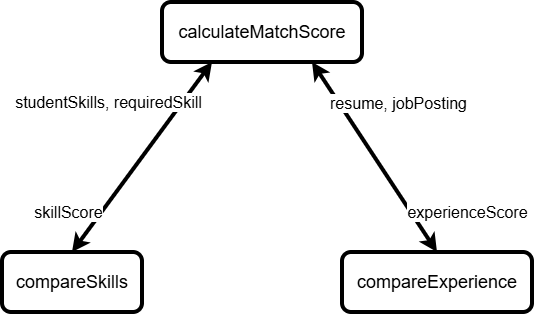 calculateMatchScore
studentSkills, requiredSkill
resume, jobPosting
skillScore
experienceScore
compareSkills
compareExperience